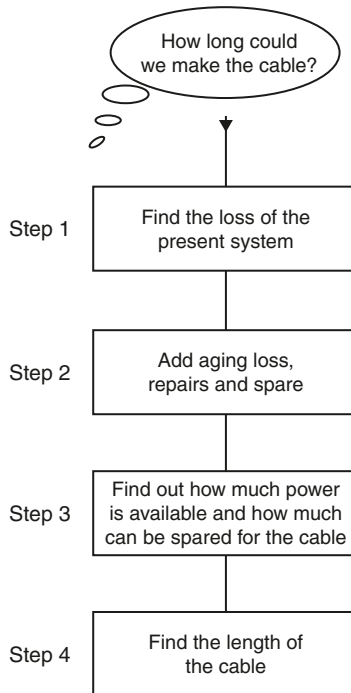 How long could
we make the cable?
Step 1
Find the loss of the
present system
Step 2
Add aging loss,
repairs and spare
Step 3
Find out how much power
is available and how much
can be spared for the cable
Step 4
Find the length of
the cable